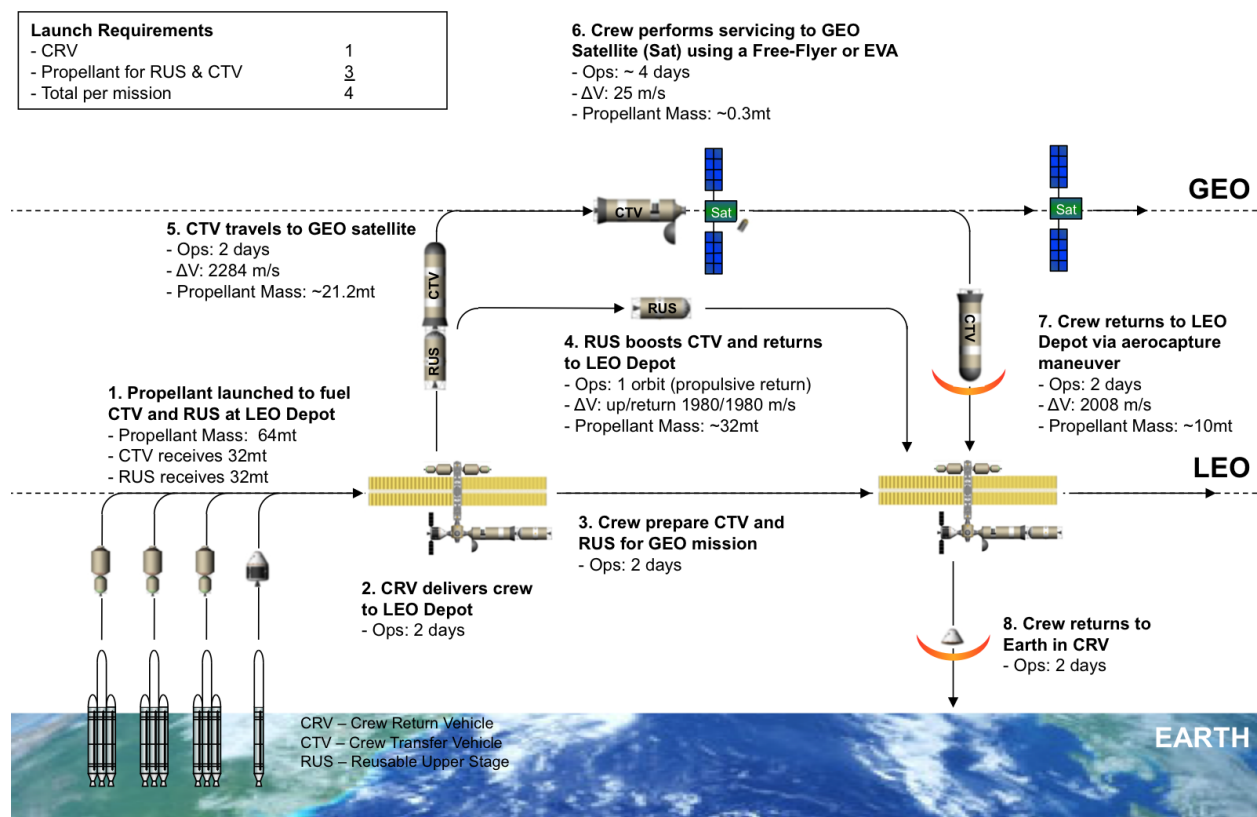 Launch Requirements
- CRV 1
- Propellant for RUS & CTV 3
- Total per mission 4
6. Crew performs servicing to GEO
Satellite (Sat) using a Free-Flyer or EVA
- Ops: ~ 4 days
- ΔV: 25 m/s
- Propellant Mass: ~0.3mt
GEO
CTV
Sat
Sat
5. CTV travels to GEO satellite
- Ops: 2 days
- ΔV: 2284 m/s
- Propellant Mass: ~21.2mt
CTV
RUS
RUS
4. RUS boosts CTV and returns
to LEO Depot
- Ops: 1 orbit (propulsive return)
- ΔV: up/return 1980/1980 m/s
- Propellant Mass: ~32mt
CTV
7. Crew returns to LEO
Depot via aerocapture
maneuver
- Ops: 2 days
- ΔV: 2008 m/s
- Propellant Mass: ~10mt
1. Propellant launched to fuel
CTV and RUS at LEO Depot
- Propellant Mass:  64mt
- CTV receives 32mt
- RUS receives 32mt
LEO
3. Crew prepare CTV and
RUS for GEO mission
- Ops: 2 days
2. CRV delivers crew
to LEO Depot
- Ops: 2 days
8. Crew returns to
Earth in CRV
- Ops: 2 days
CRV – Crew Return Vehicle
CTV – Crew Transfer Vehicle
RUS – Reusable Upper Stage
EARTH